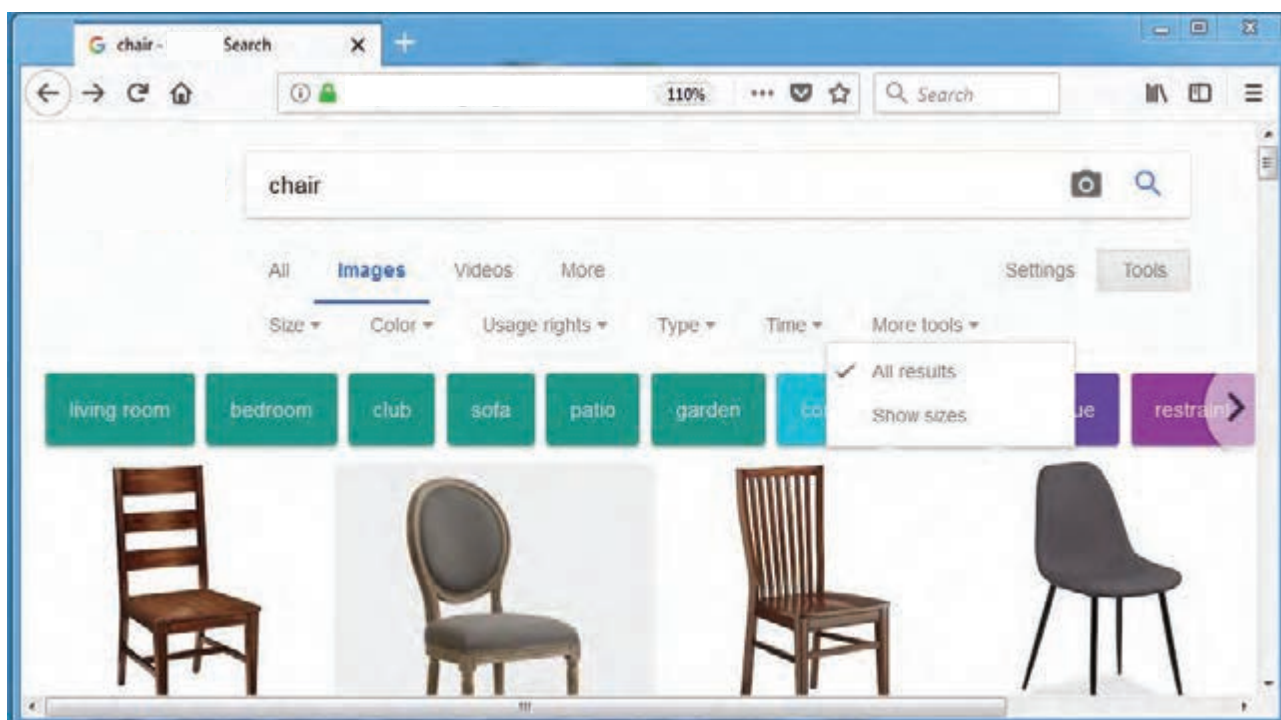 G chair - Search
110% Search
chair
All Images Videos More Settings Tools
Size Color Usage rights Type Time More tools
All results
Show sizes
living room bedroom club sofa patio garden